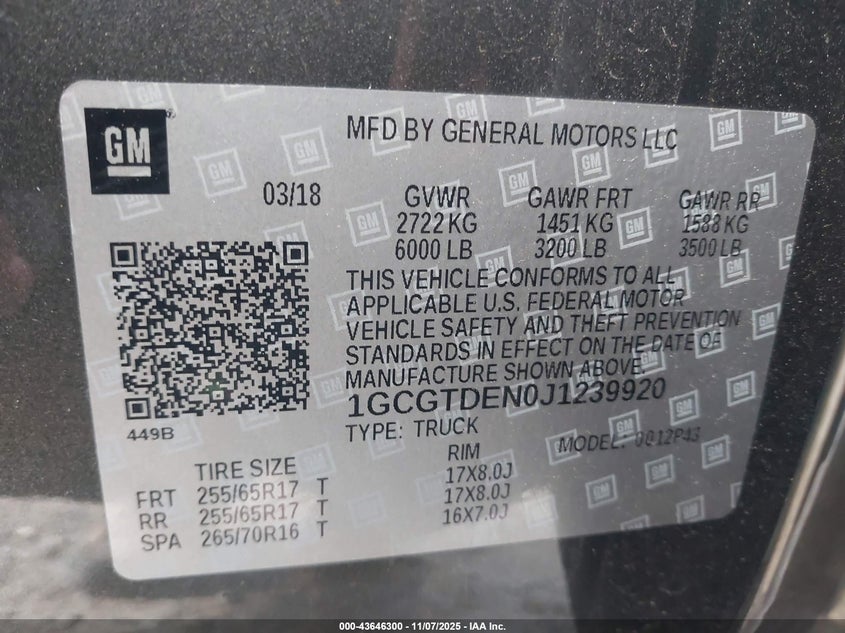 GM
MFD BY GENERAL MOTORS LLC
03/18 GVWR GAWR FRT GAWR RR
2722 KG 1451 KG 1588 KG
6000 LB 3200 LB 3500 LB
THIS VEHICLE CONFORMS TO ALL
APPLICABLE U.S. FEDERAL MOTOR
VEHICLE SAFETY AND THEFT PREVENTION
STANDARDS IN EFFECT ON THE DATE OF
MANUFACTURE SHOWN ABOVE.
1GCGTDEN0J1239920
449B
TYPE: TRUCK MODEL: 0012P43
TIRE SIZE RIM
FRT 255/65R17 T 17X8.0J
RR 255/65R17 T 17X8.0J
SPA 265/70R16 T 16X7.0J
000-43646300 - 11/07/2025 - IAA Inc.